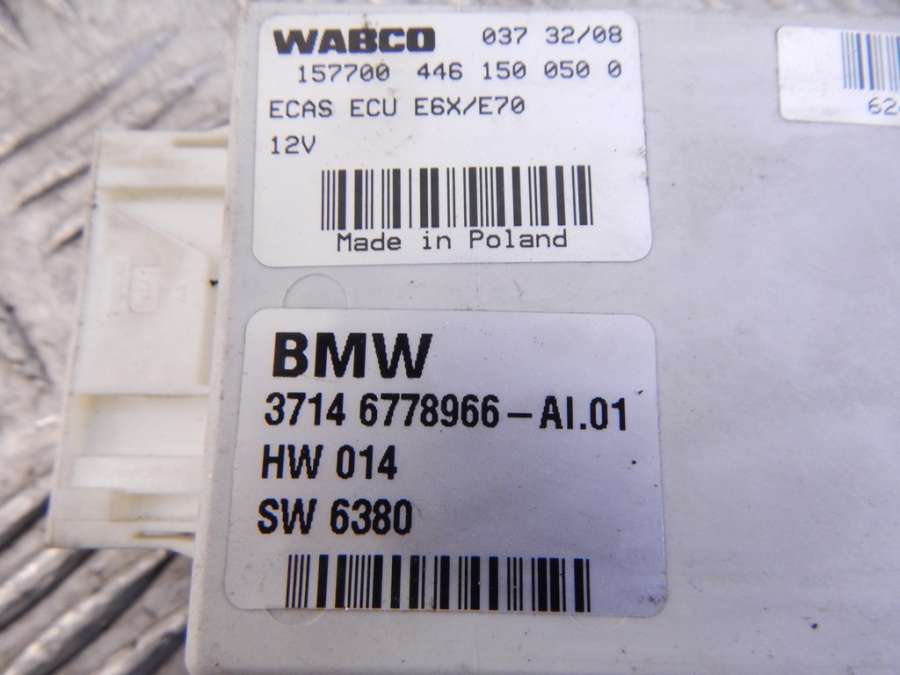 WABCO 037 32/08
157700 446 150 050 0
ECAS ECU E6X/E70
12V
Made in Poland
BMW
3714 6778966-AI.01
HW 014
SW 6380